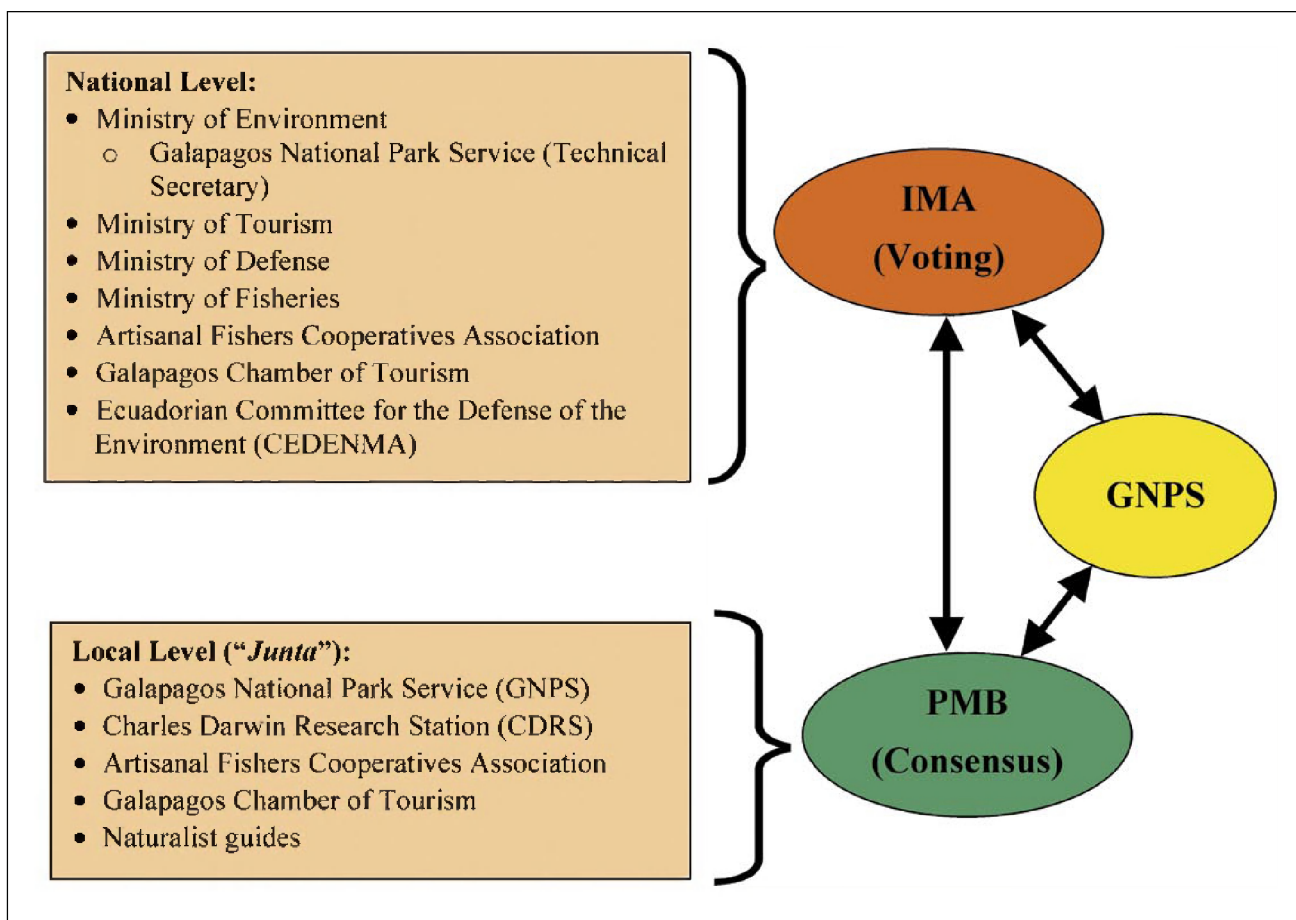 National Level:
• Ministry of Environment
o Galapagos National Park Service (Technical
Secretary)
• Ministry of Tourism
• Ministry of Defense
• Ministry of Fisheries
• Artisanal Fishers Cooperatives Association
• Galapagos Chamber of Tourism
• Ecuadorian Committee for the Defense of the
Environment (CEDENMA)
IMA
(Voting)
GNPS
Local Level (“Junta”):
• Galapagos National Park Service (GNPS)
• Charles Darwin Research Station (CDRS)
• Artisanal Fishers Cooperatives Association
• Galapagos Chamber of Tourism
• Naturalist guides
PMB
(Consensus)